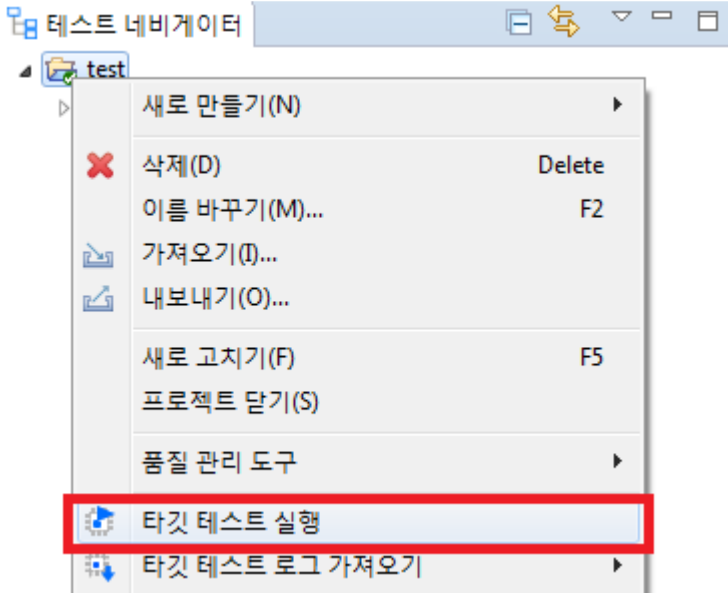 테스트 네비게이터
test
새로 만들기(N)
삭제(D) Delete
이름 바꾸기(M)... F2
가져오기(I)...
내보내기(O)...
새로 고치기(F) F5
프로젝트 닫기(S)
품질 관리 도구
타깃 테스트 실행
타깃 테스트 로그 가져오기